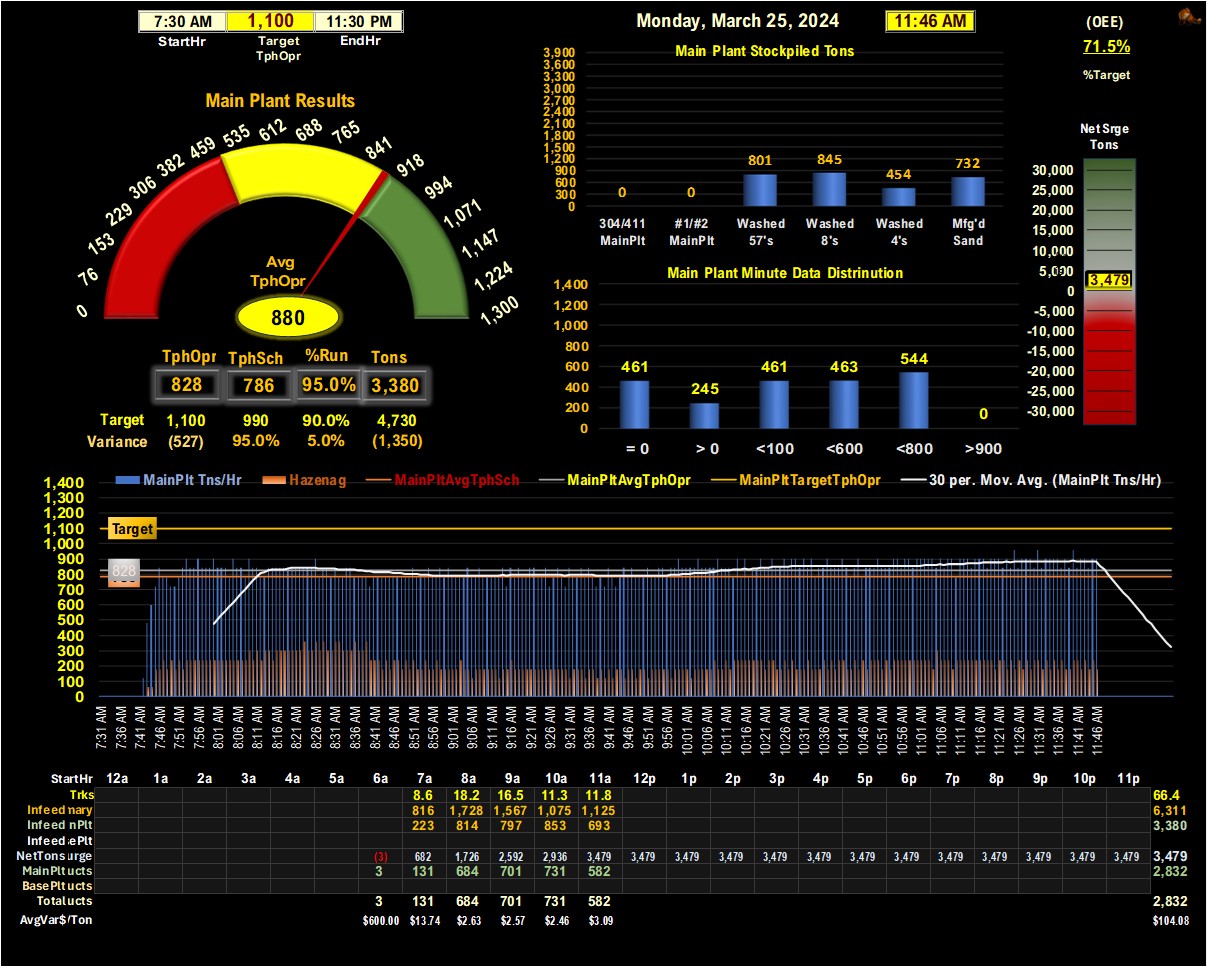 7:30 AM 1,100 11:30 PM
StartHr Target TphOpr EndHr
Monday, March 25, 2024 11:46 AM
(OEE)
71.5%
%Target
Main Plant Results
0 76 153 229 306 382 459 535 612 688 765 841 918 994 1,071 1,147 1,224 1,300
Avg
TphOpr
880
TphOpr TphSch %Run Tons
828 786 95.0% 3,380
Target 1,100 990 90.0% 4,730
Variance (527) 95.0% 5.0% (1,350)
Main Plant Stockpiled Tons
3,900
3,600
3,300
3,000
2,700
2,400
2,100
1,800
1,500
1,200
900
600
300
0
0 0 801 845 454 732
304/411 #1/#2 Washed Washed Washed Mfg'd
MainPlt MainPlt 57's 8's 4's Sand
Main Plant Minute Data Distrinution
1,400
1,200
1,000
800
600
400
200
0
461 245 461 463 544 0
= 0 > 0 <100 <600 <800 >900
Net Srge
Tons
30,000
25,000
20,000
15,000
10,000
5,000
3,479
0
-5,000
-10,000
-15,000
-20,000
-25,000
-30,000
MainPlt Tns/Hr Hazenag MainPltAvgTphSch MainPltAvgTphOpr MainPltTargetTphOpr 30 per. Mov. Avg. (MainPlt Tns/Hr)
1,400
1,300
1,200
1,100
1,000
900
800
700
600
500
400
300
200
100
0
Target
828
7:31 AM 7:36 AM 7:41 AM 7:46 AM 7:51 AM 7:56 AM 8:01 AM 8:06 AM 8:11 AM 8:16 AM 8:21 AM 8:26 AM 8:31 AM 8:36 AM 8:41 AM 8:46 AM 8:51 AM 8:56 AM 9:01 AM 9:06 AM 9:11 AM 9:16 AM 9:21 AM 9:26 AM 9:31 AM 9:36 AM 9:41 AM 9:46 AM 9:51 AM 9:56 AM 10:01 AM 10:06 AM 10:11 AM 10:16 AM 10:21 AM 10:26 AM 10:31 AM 10:36 AM 10:41 AM 10:46 AM 10:51 AM 10:56 AM 11:01 AM 11:06 AM 11:11 AM 11:16 AM 11:21 AM 11:26 AM 11:31 AM 11:36 AM 11:41 AM 11:46 AM
StartHr 12a 1a 2a 3a 4a 5a 6a 7a 8a 9a 10a 11a 12p 1p 2p 3p 4p 5p 6p 7p 8p 9p 10p 11p
Trks 8.6 18.2 16.5 11.3 11.8 66.4
Infeed nary 816 1,728 1,567 1,075 1,125 6,311
Infeed nPlt 223 814 797 853 693 3,380
Infeed ePlt
NetTons urge (3) 682 1,726 2,592 2,936 3,479 3,479 3,479 3,479 3,479 3,479 3,479 3,479 3,479 3,479 3,479 3,479 3,479 3,479
MainPlt ucts 3 131 684 701 731 582 2,832
BasePlt ucts
Total ucts 3 131 684 701 731 582 2,832
AvgVar$/Ton $600.00 $13.74 $2.63 $2.57 $2.46 $3.09 $104.08